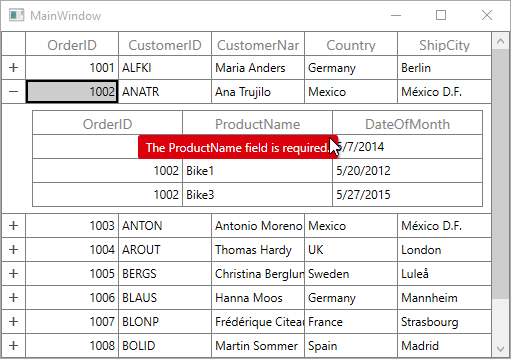 MainWindow
OrderID CustomerID CustomerNar Country ShipCity
+ 1001 ALFKI Maria Anders Germany Berlin
− 1002 ANATR Ana Trujilo Mexico México D.F.
OrderID ProductName DateOfMonth
The ProductName field is required. 5/7/2014
1002 Bike1 5/20/2012
1002 Bike3 5/27/2015
+ 1003 ANTON Antonio Moreno Mexico México D.F.
+ 1004 AROUT Thomas Hardy UK London
+ 1005 BERGS Christina Berglun Sweden Luleå
+ 1006 BLAUS Hanna Moos Germany Mannheim
+ 1007 BLONP Frédérique Citeau France Strasbourg
+ 1008 BOLID Martin Sommer Spain Madrid